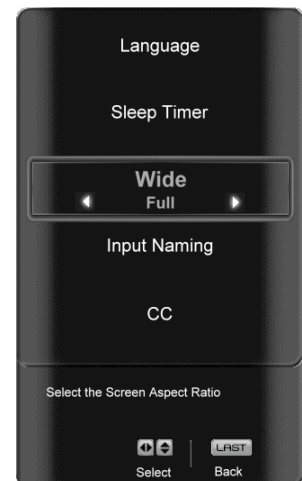 Language
Sleep Timer
Wide
Full
Input Naming
CC
Select the Screen Aspect Ratio
LAST
Select
Back